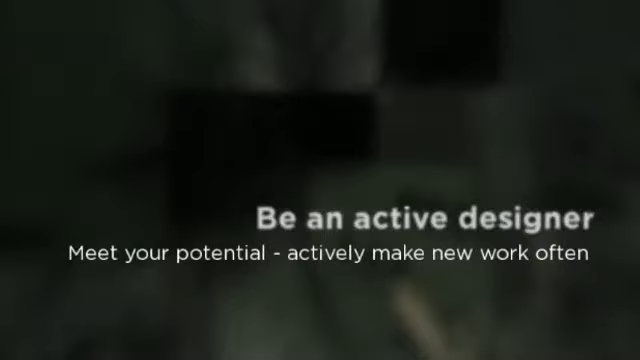 Be an active designer
Meet your potential - actively make new work often